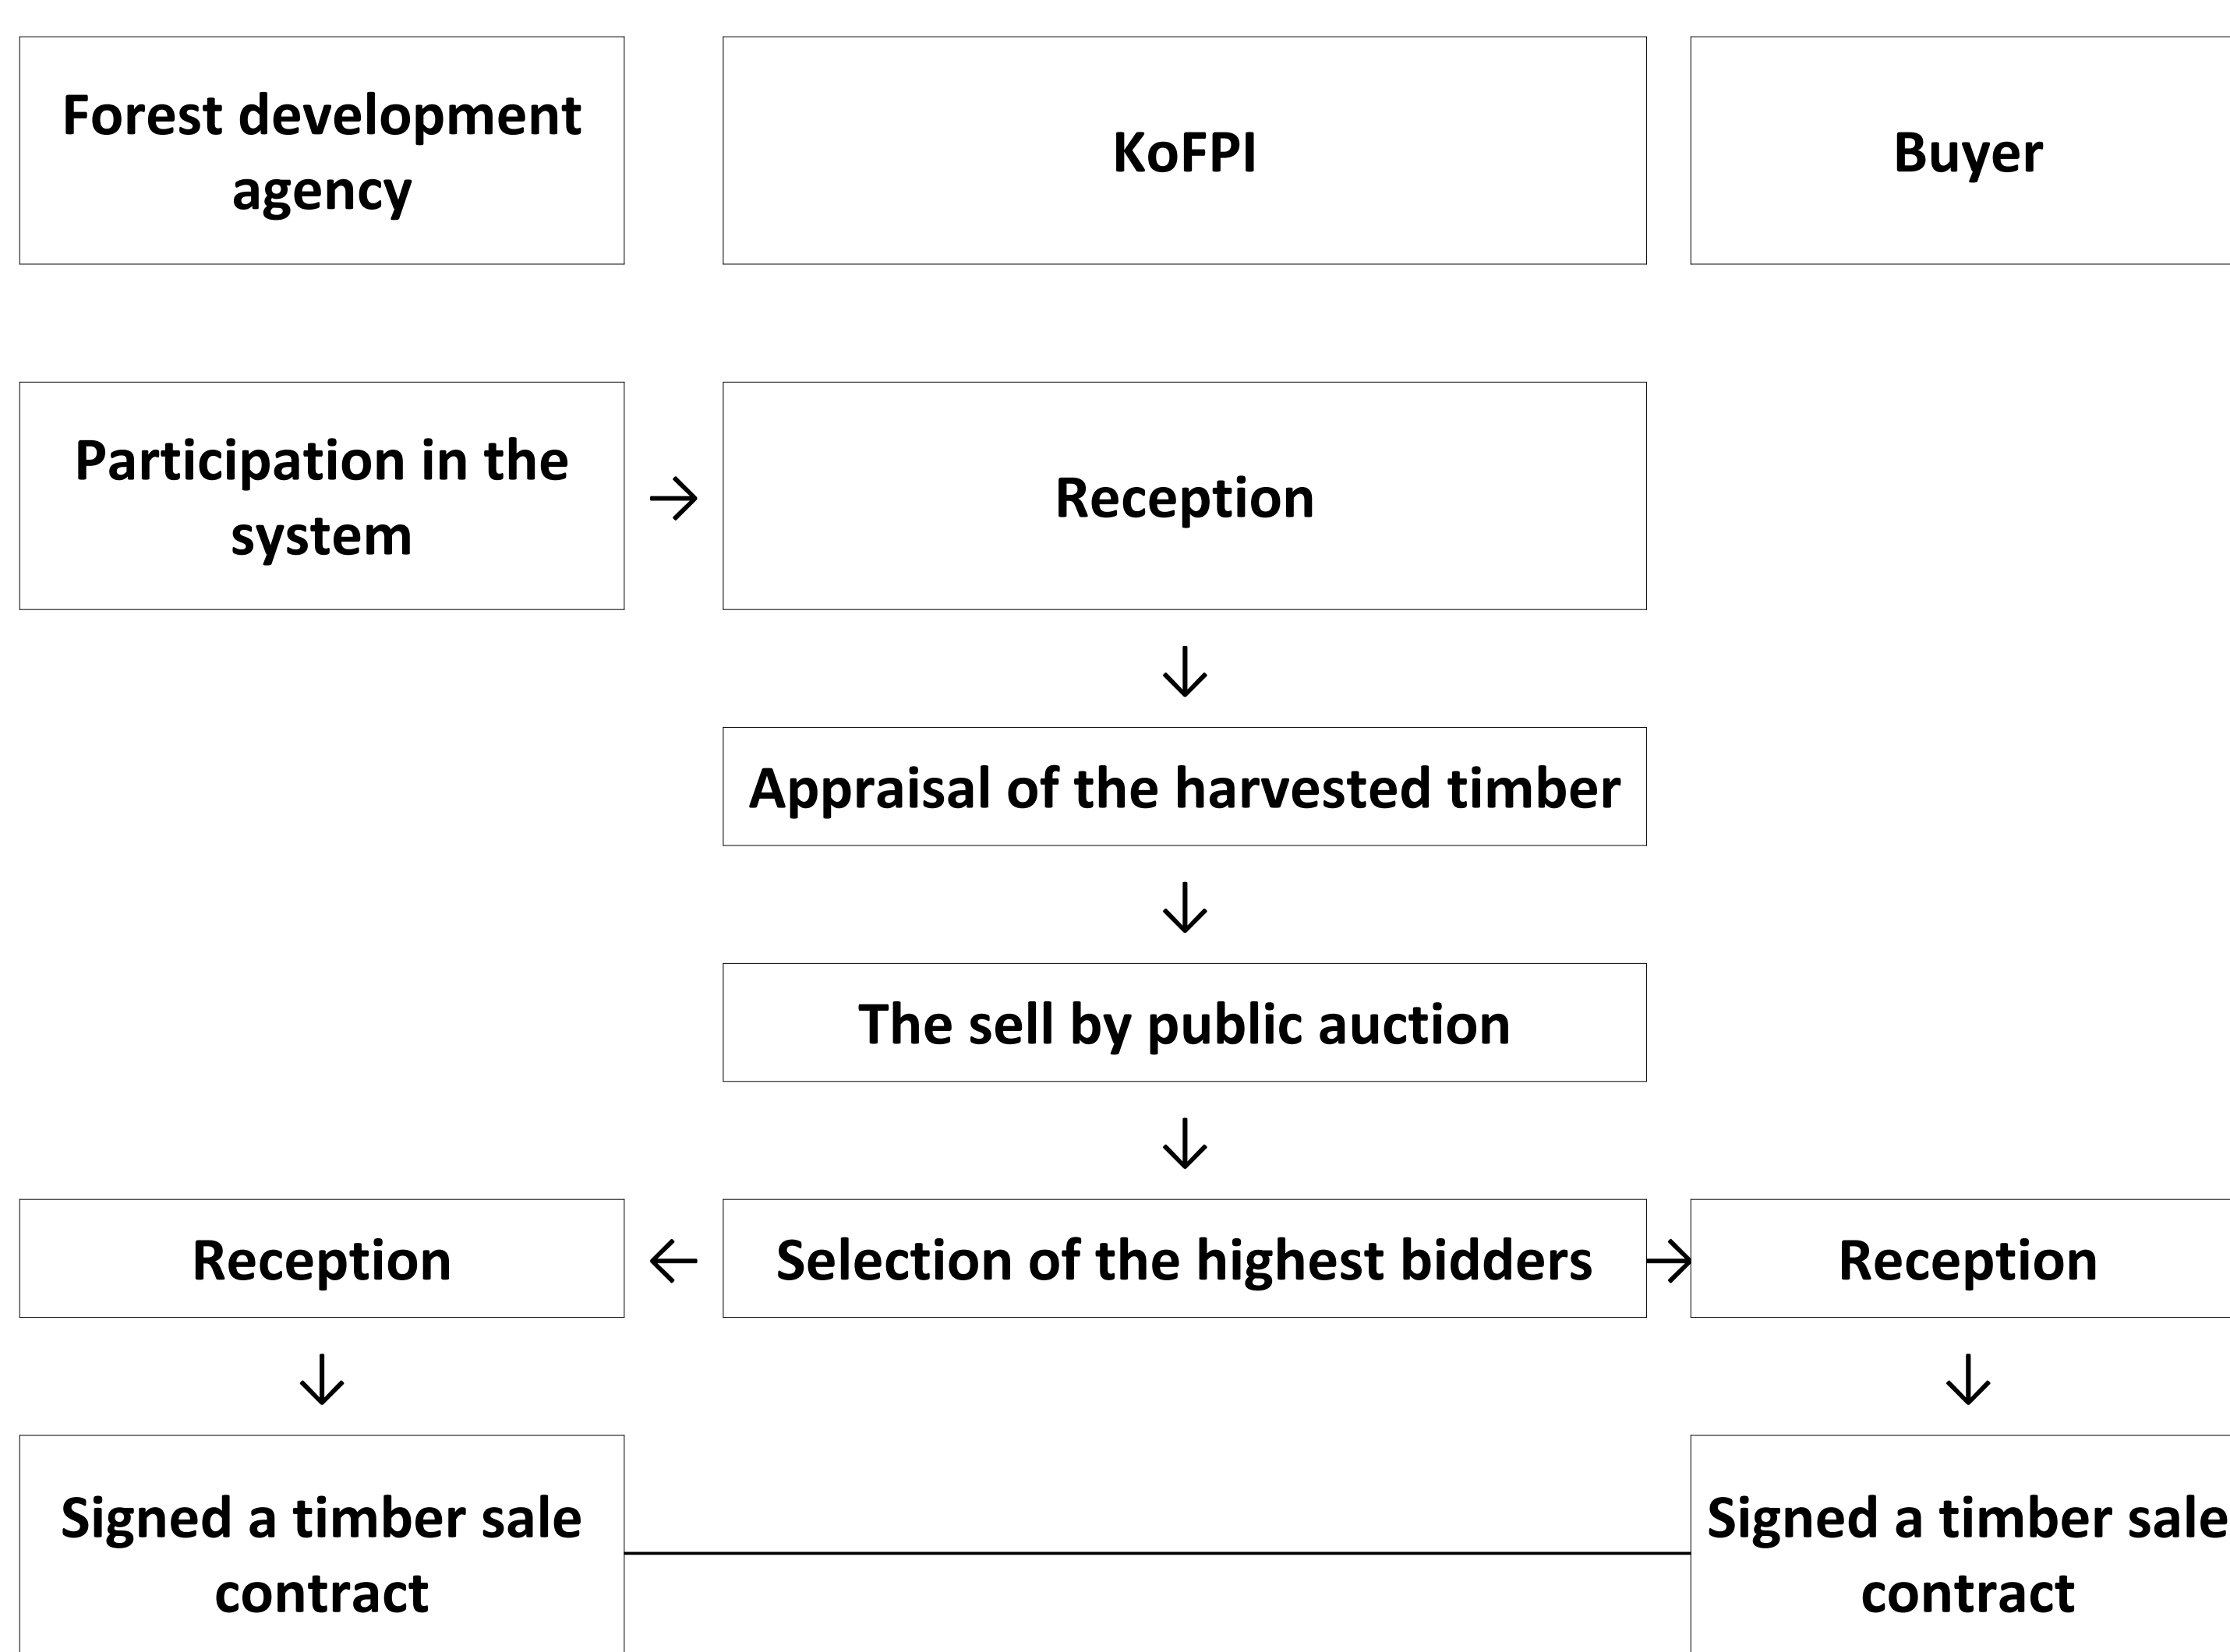 Forest development
agency
KoFPI
Buyer
Participation in the
system
→
Reception
↓
Appraisal of the harvested timber
↓
The sell by public auction
↓
Reception
←
Selection of the highest bidders
→
Reception
↓
↓
Signed a timber sale
contract
Signed a timber sale
contract